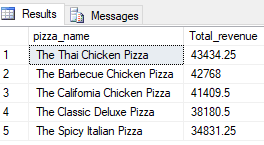 Results Messages
pizza_name Total_revenue
1 The Thai Chicken Pizza 43434.25
2 The Barbecue Chicken Pizza 42768
3 The California Chicken Pizza 41409.5
4 The Classic Deluxe Pizza 38180.5
5 The Spicy Italian Pizza 34831.25